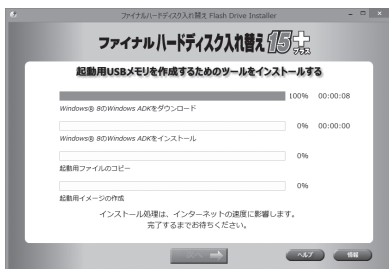 ファイナルハードディスク入れ替え Flash Drive Installer
ファイナルハードディスク入れ替え 15+ プラス
起動用USBメモリを作成するためのツールをインストールする
100% 00:00:08
Windows® 8のWindows ADKをダウンロード
0% 00:00:00
Windows® 8のWindows ADKをインストール
0%
起動用ファイルのコピー
0%
起動用イメージの作成
インストール処理は、インターネットの速度に影響します。
完了するまでお待ちください。
ヘルプ 情報